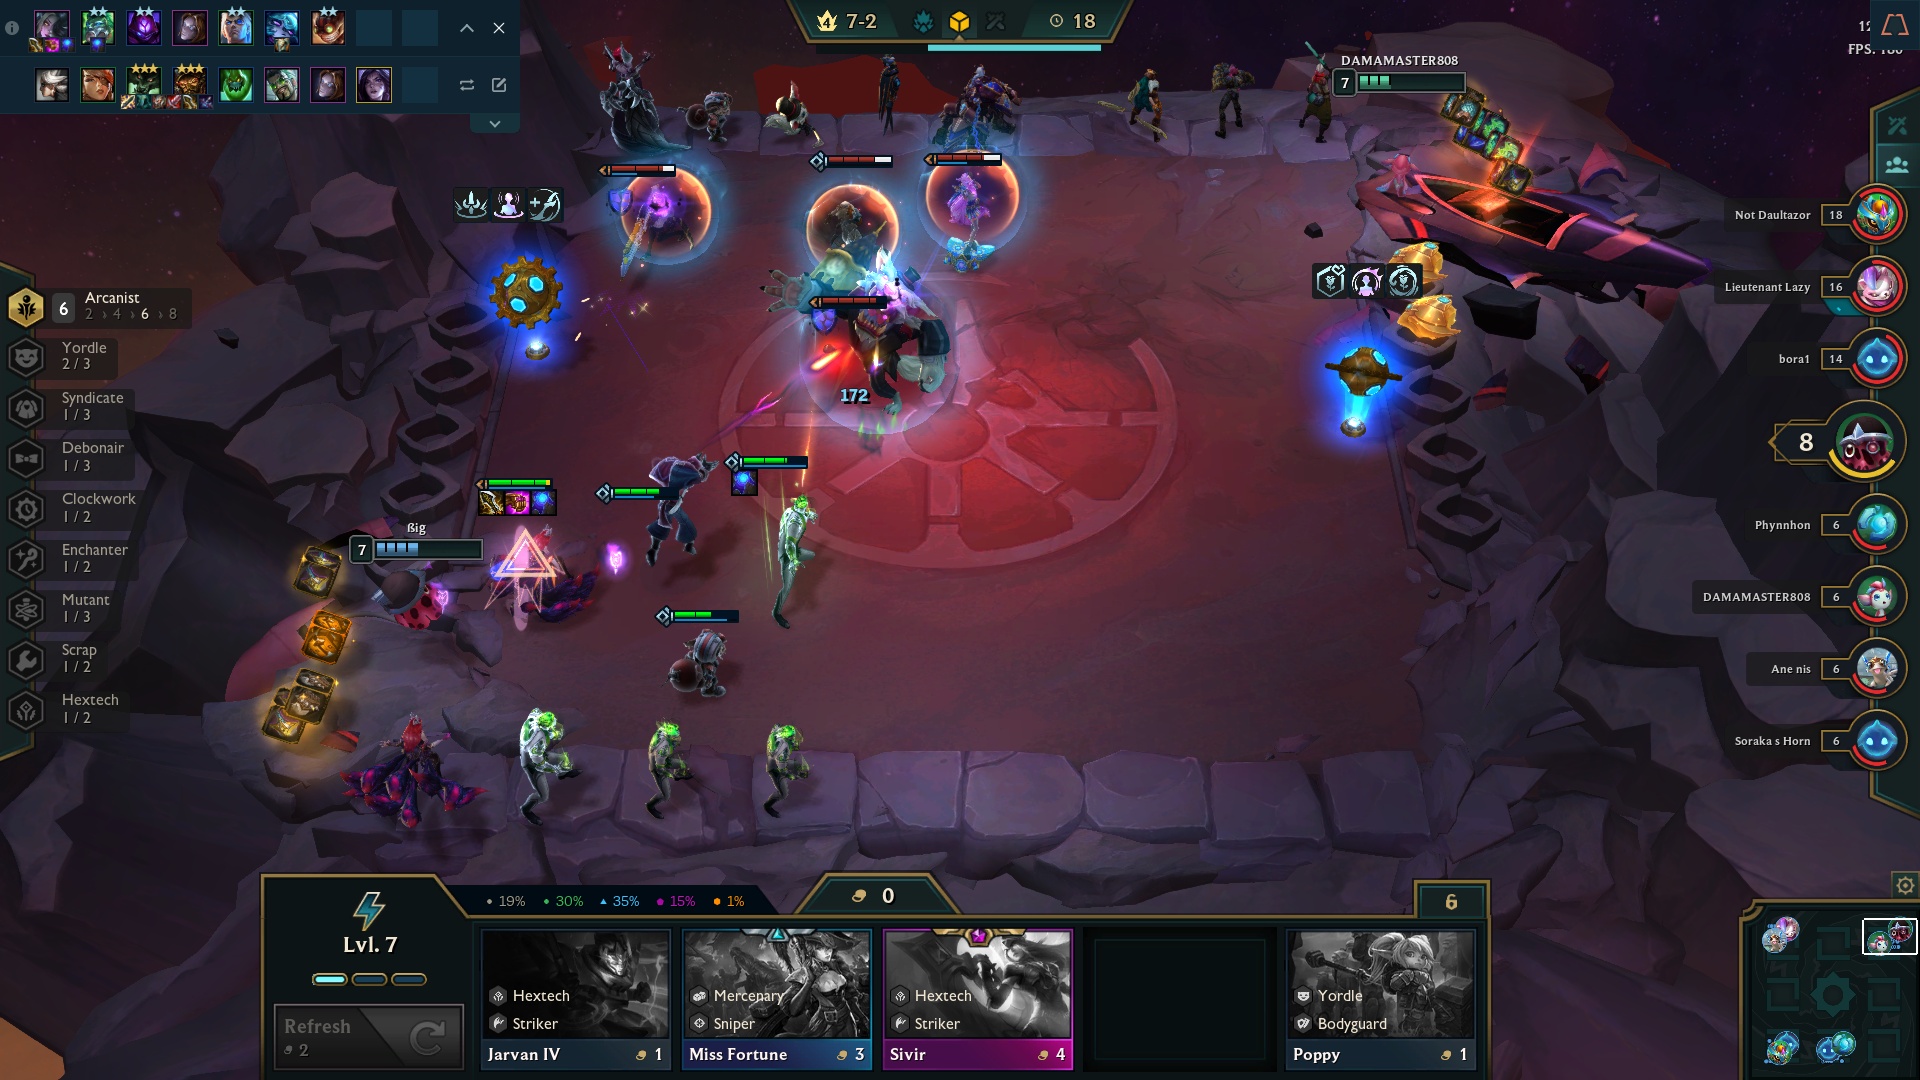 7-2
18
DAMAMASTER808
7
FPS: 180
Not Daultazor 18
Lieutenant Lazy 16
bora1 14
8
Phynnhon 6
DAMAMASTER808 6
Ane nis 6
Soraka s Horn 6
6 Arcanist
2 › 4 › 6 › 8
Yordle
2 / 3
Syndicate
1 / 3
Debonair
1 / 3
Clockwork
1 / 2
Enchanter
1 / 2
Mutant
1 / 3
Scrap
1 / 2
Hextech
1 / 2
172
ßig
7
Lvl. 7
19% 30% 35% 15% 1%
0
6
Refresh
2
Hextech
Striker
Jarvan IV 1
Mercenary
Sniper
Miss Fortune 3
Hextech
Striker
Sivir 4
Yordle
Bodyguard
Poppy 1